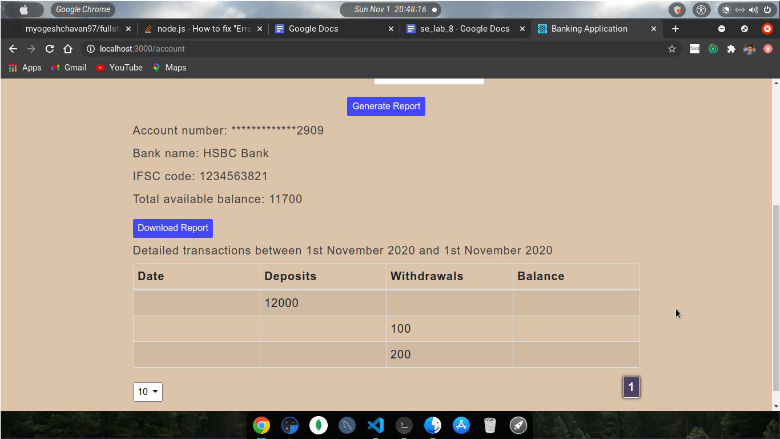 Google Chrome
Sun Nov 1 20:48:16
myogeshchavan97/fullst
node.js - How to fix "Erre
Google Docs
se_lab_8 - Google Docs
Banking Application
localhost:3000/account
Apps
Gmail
YouTube
Maps
Generate Report
Account number: *************2909
Bank name: HSBC Bank
IFSC code: 1234563821
Total available balance: 11700
Download Report
Detailed transactions between 1st November 2020 and 1st November 2020
Date Deposits Withdrawals Balance
12000
100
200
10
1